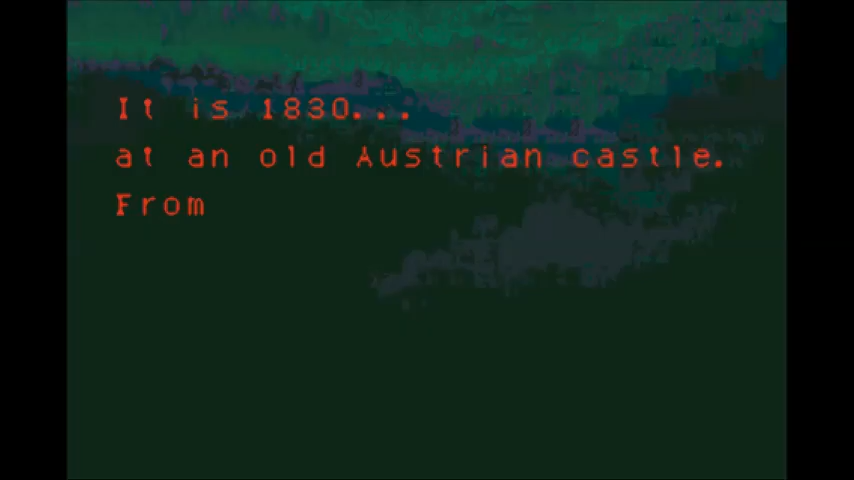 It is 1830...
at an old Austrian castle.
From